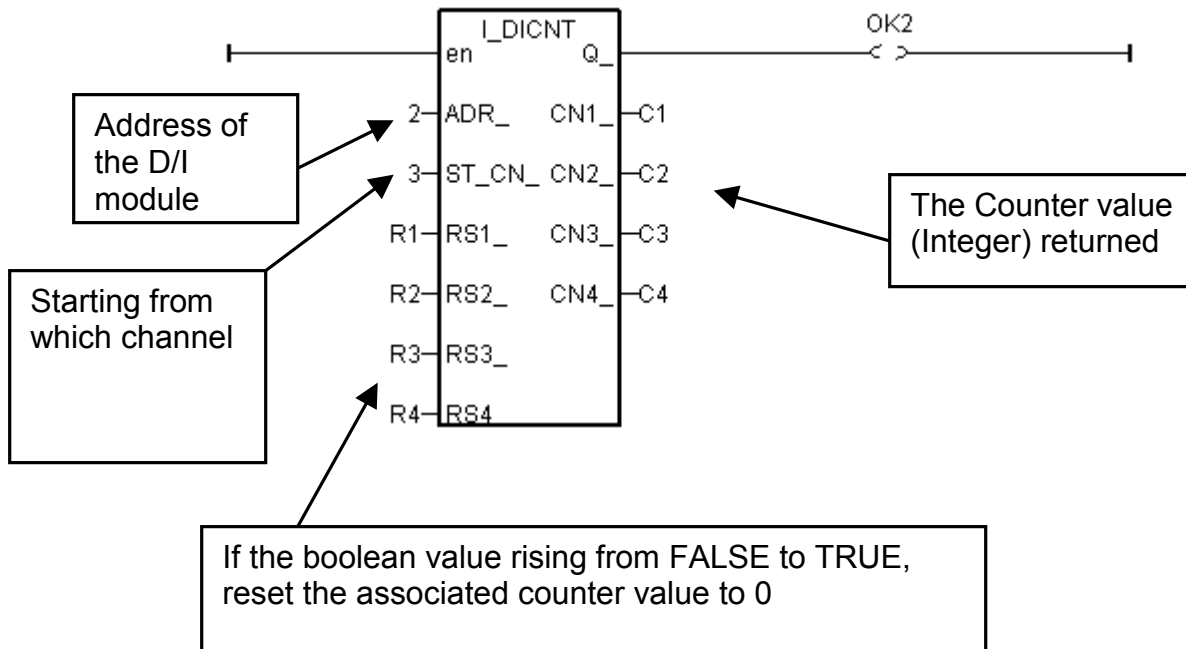 I_DICNT
OK2
en Q_
Address of
the D/I
module
2 ADR_ CN1_ C1
3 ST_CN_ CN2_ C2
The Counter value
(Integer) returned
R1 RS1_ CN3_ C3
Starting from
which channel
R2 RS2_ CN4_ C4
R3 RS3_
R4 RS4
If the boolean value rising from FALSE to TRUE,
reset the associated counter value to 0